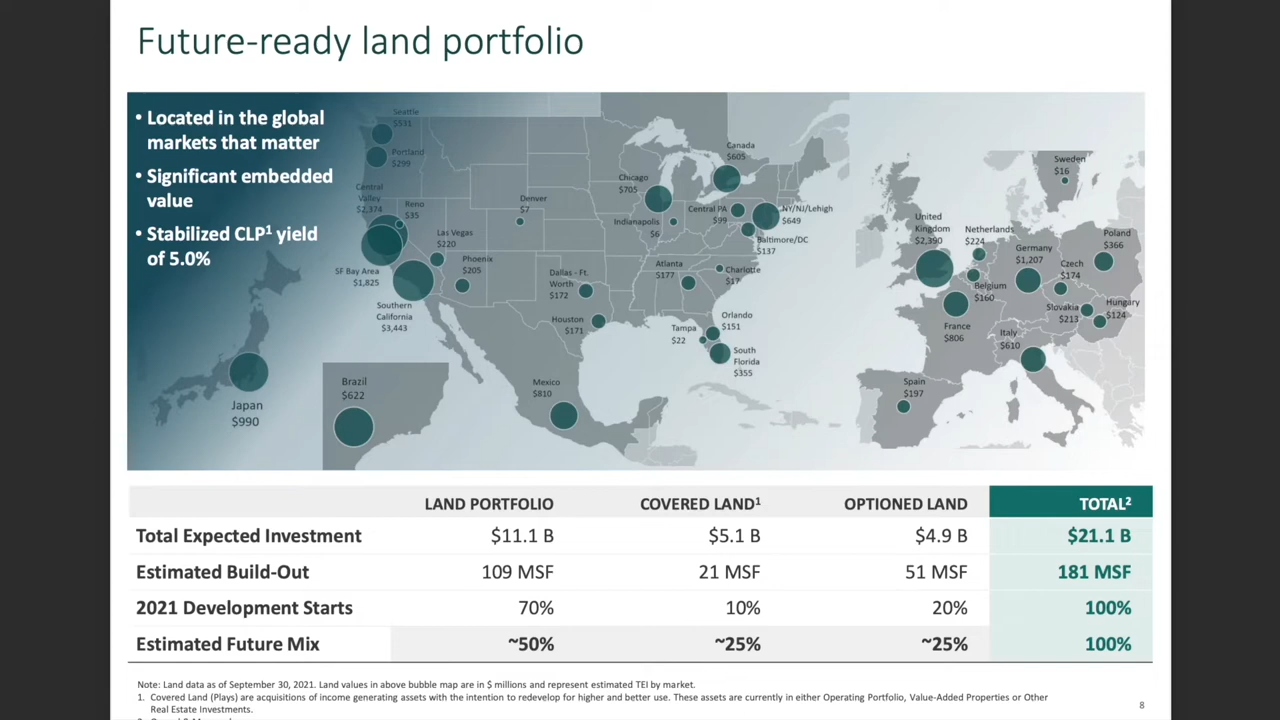 Future-ready land portfolio
• Located in the global
markets that matter
• Significant embedded
value
• Stabilized CLP¹ yield
of 5.0%
Seattle
$531
Portland
$299
Central
Valley
$2,374
Reno
$35
SF Bay Area
$1,825
Las Vegas
$220
Phoenix
$205
Southern
California
$3,443
Denver
$7
Dallas - Ft.
Worth
$172
Houston
$171
Chicago
$705
Indianapolis
$6
Canada
$605
Central PA
$99
NY/NJ/Lehigh
$649
Baltimore/DC
$137
Atlanta
$177
Charlotte
$17
Orlando
$151
Tampa
$22
South
Florida
$355
Mexico
$810
Brazil
$622
Japan
$990
United
Kingdom
$2,390
Netherlands
$224
Sweden
$16
Germany
$1,207
Poland
$366
Czech
$174
Belgium
$160
Slovakia
$213
Hungary
$124
France
$806
Italy
$610
Spain
$197
LAND PORTFOLIO COVERED LAND¹ OPTIONED LAND TOTAL²
Total Expected Investment $11.1 B $5.1 B $4.9 B $21.1 B
Estimated Build-Out 109 MSF 21 MSF 51 MSF 181 MSF
2021 Development Starts 70% 10% 20% 100%
Estimated Future Mix ~50% ~25% ~25% 100%
Note: Land data as of September 30, 2021. Land values in above bubble map are in $ millions and represent estimated TEI by market.
1. Covered Land (Plays) are acquisitions of income generating assets with the intention to redevelop for higher and better use. These assets are currently in either Operating Portfolio, Value-Added Properties or Other
Real Estate Investments.
8